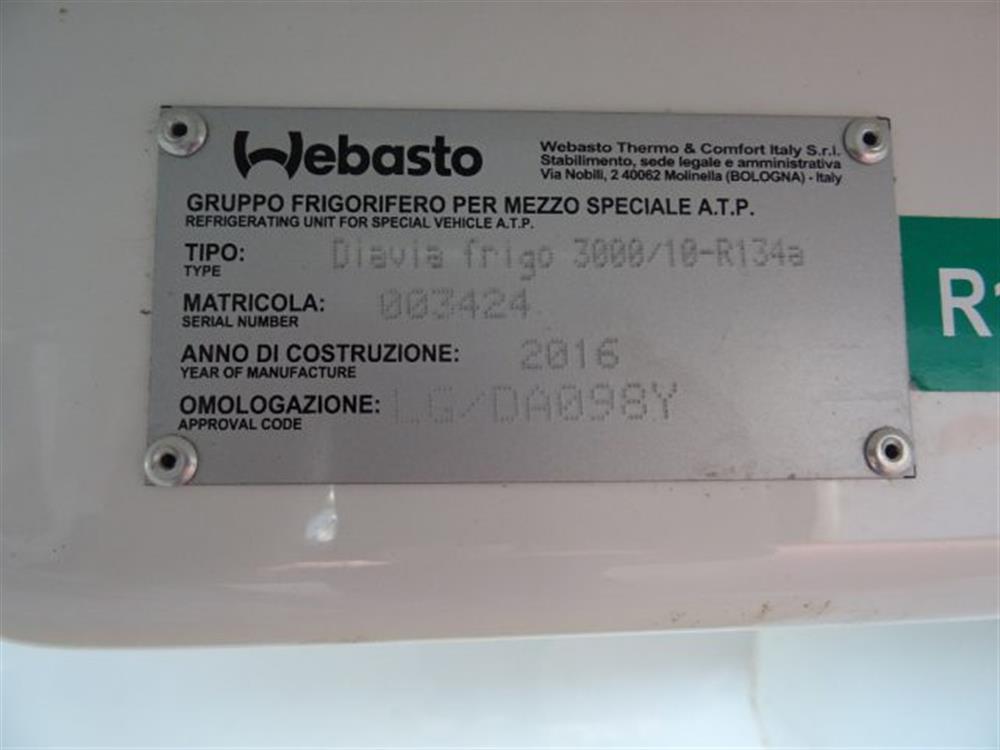 Webasto
Webasto Thermo & Comfort Italy S.r.i.
Stabilimento, sede legale e amministrativa
Via Nobili, 2 40062 Molinella (BOLOGNA) - Italy
GRUPPO FRIGORIFERO PER MEZZO SPECIALE A.T.P.
REFRIGERATING UNIT FOR SPECIAL VEHICLE A.T.P.
TIPO: Diavia frigo 3000/10-R134a
TYPE
MATRICOLA: 003424
SERIAL NUMBER
ANNO DI COSTRUZIONE: 2016
YEAR OF MANUFACTURE
OMOLOGAZIONE: LG/DA098Y
APPROVAL CODE